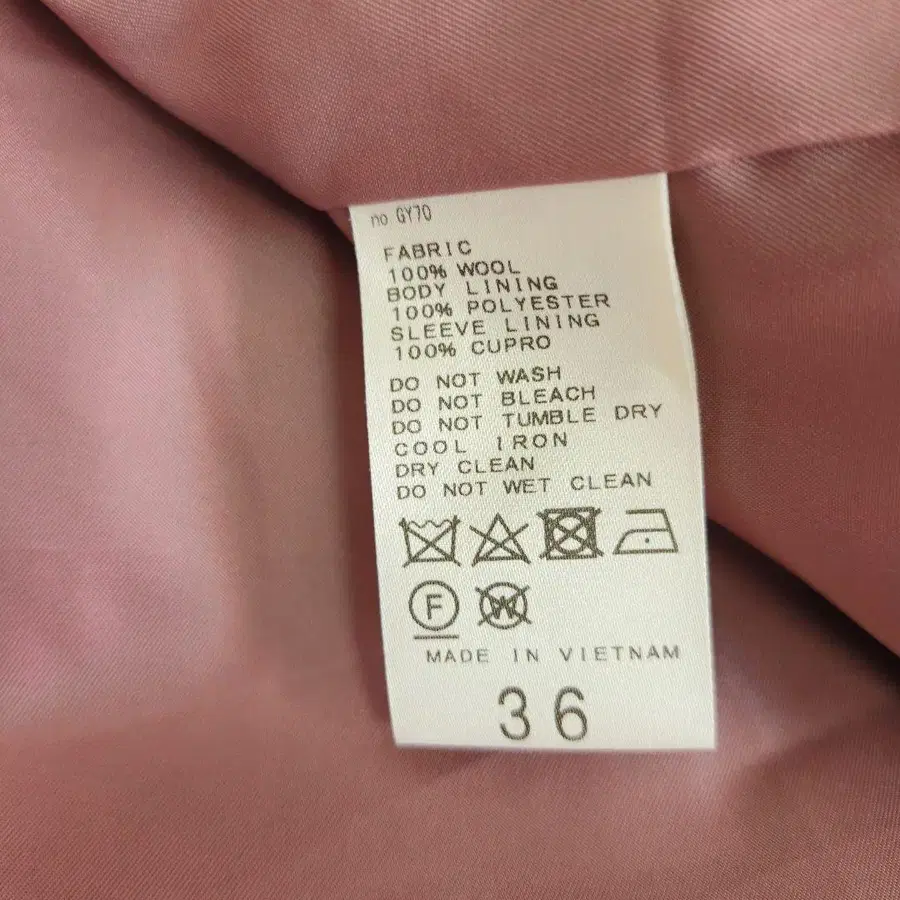 no GY70
FABRIC
100% WOOL
BODY LINING
100% POLYESTER
SLEEVE LINING
100% CUPRO
DO NOT WASH
DO NOT BLEACH
DO NOT TUMBLE DRY
COOL IRON
DRY CLEAN
DO NOT WET CLEAN
F W
MADE IN VIETNAM
36